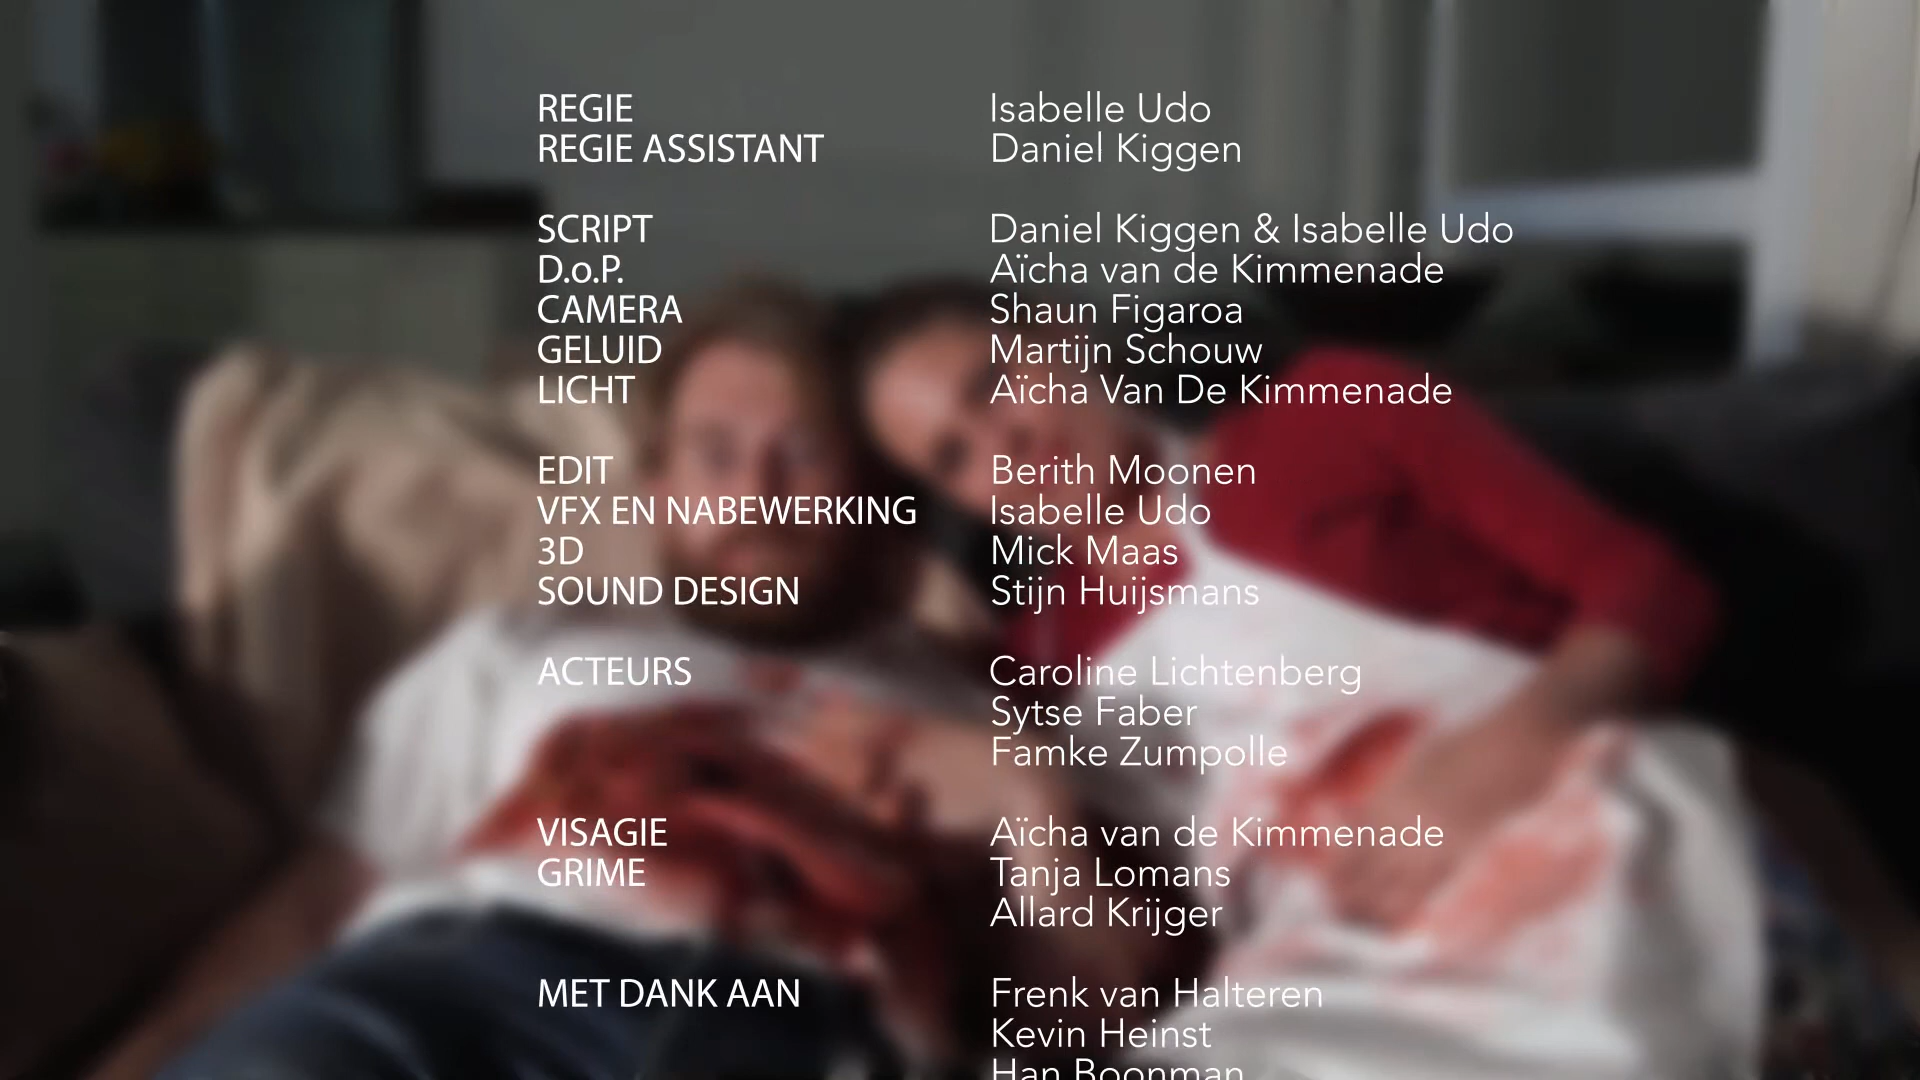 REGIE Isabelle Udo
REGIE ASSISTANT Daniel Kiggen
SCRIPT Daniel Kiggen & Isabelle Udo
D.o.P. Aïcha van de Kimmenade
CAMERA Shaun Figaroa
GELUID Martijn Schouw
LICHT Aïcha Van De Kimmenade
EDIT Berith Moonen
VFX EN NABEWERKING Isabelle Udo
3D Mick Maas
SOUND DESIGN Stijn Huijsmans
ACTEURS Caroline Lichtenberg
Sytse Faber
Famke Zumpolle
VISAGIE Aïcha van de Kimmenade
GRIME Tanja Lomans
Allard Krijger
MET DANK AAN Frenk van Halteren
Kevin Heinst
Han Boonman